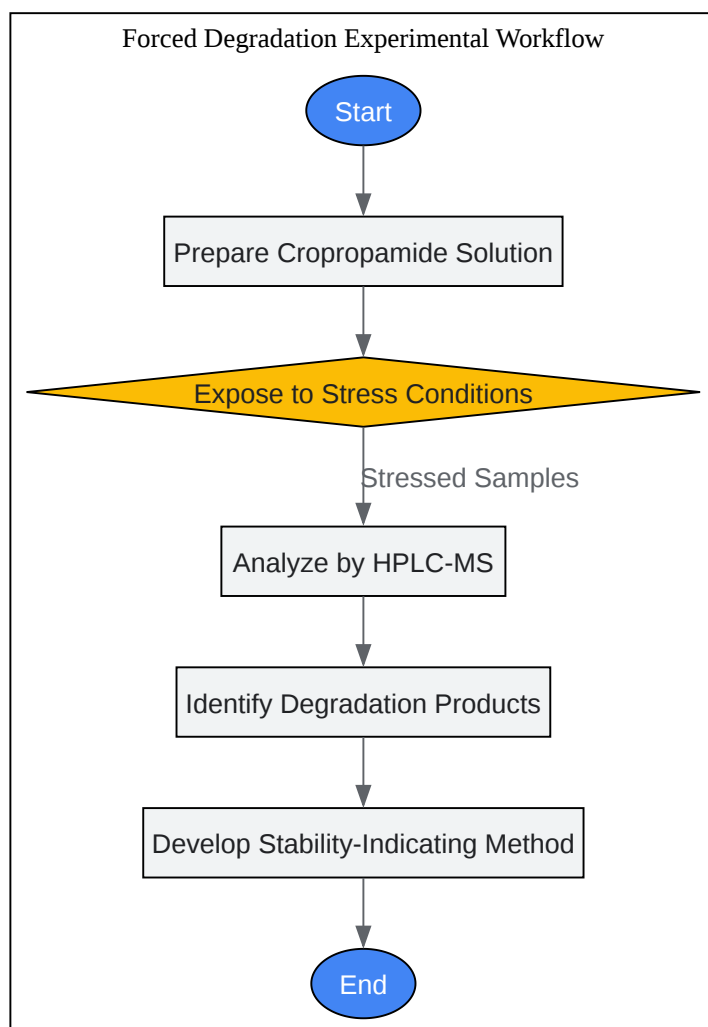 Forced Degradation Experimental Workflow
Start
Prepare Cropropamide Solution
Expose to Stress Conditions
Stressed Samples
Analyze by HPLC-MS
Identify Degradation Products
Develop Stability-Indicating Method
End